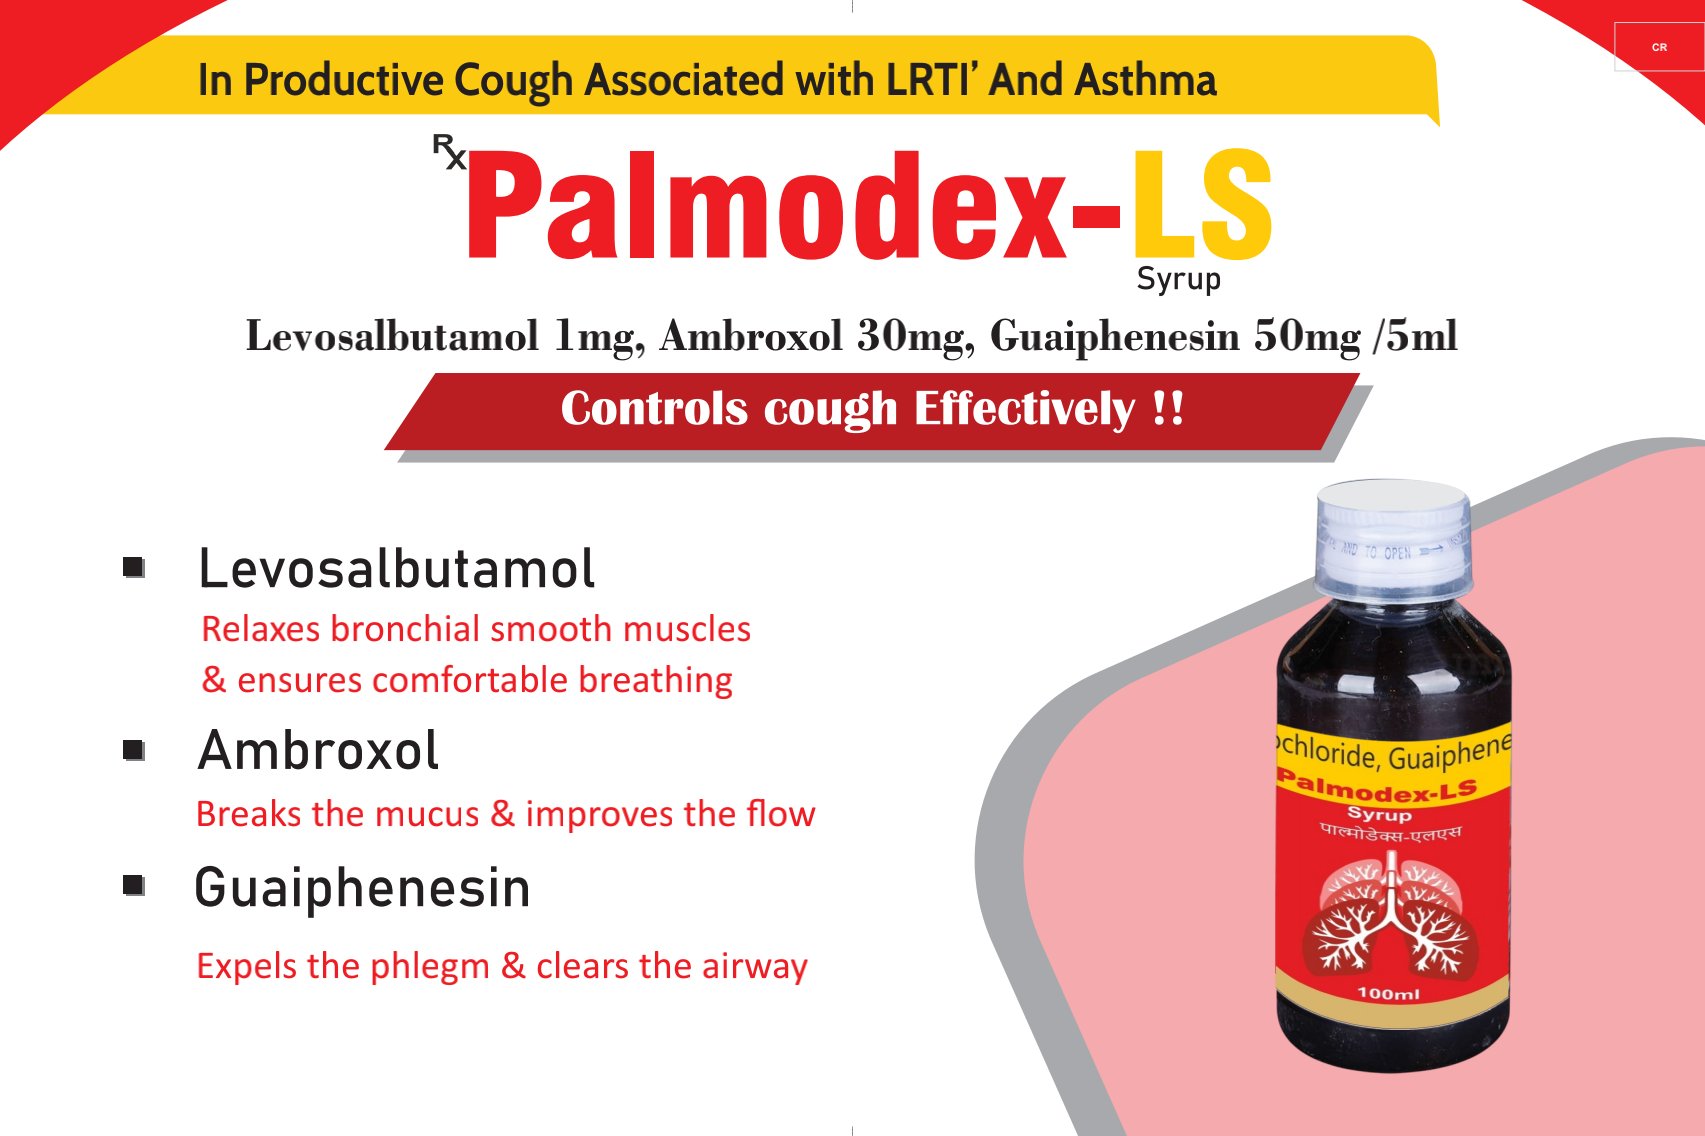 CR
In Productive Cough Associated with LRTI’ And Asthma
Rx
Palmodex-LS
Syrup
Levosalbutamol 1mg, Ambroxol 30mg, Guaiphenesin 50mg /5ml
Controls cough Effectively !!
Levosalbutamol
Relaxes bronchial smooth muscles
& ensures comfortable breathing
Ambroxol
Breaks the mucus & improves the flow
Guaiphenesin
Expels the phlegm & clears the airway
AND TO OPEN
ochloride, Guaiphene
Palmodex-LS
Syrup
पाल्मोडेक्स-एलएस
100ml